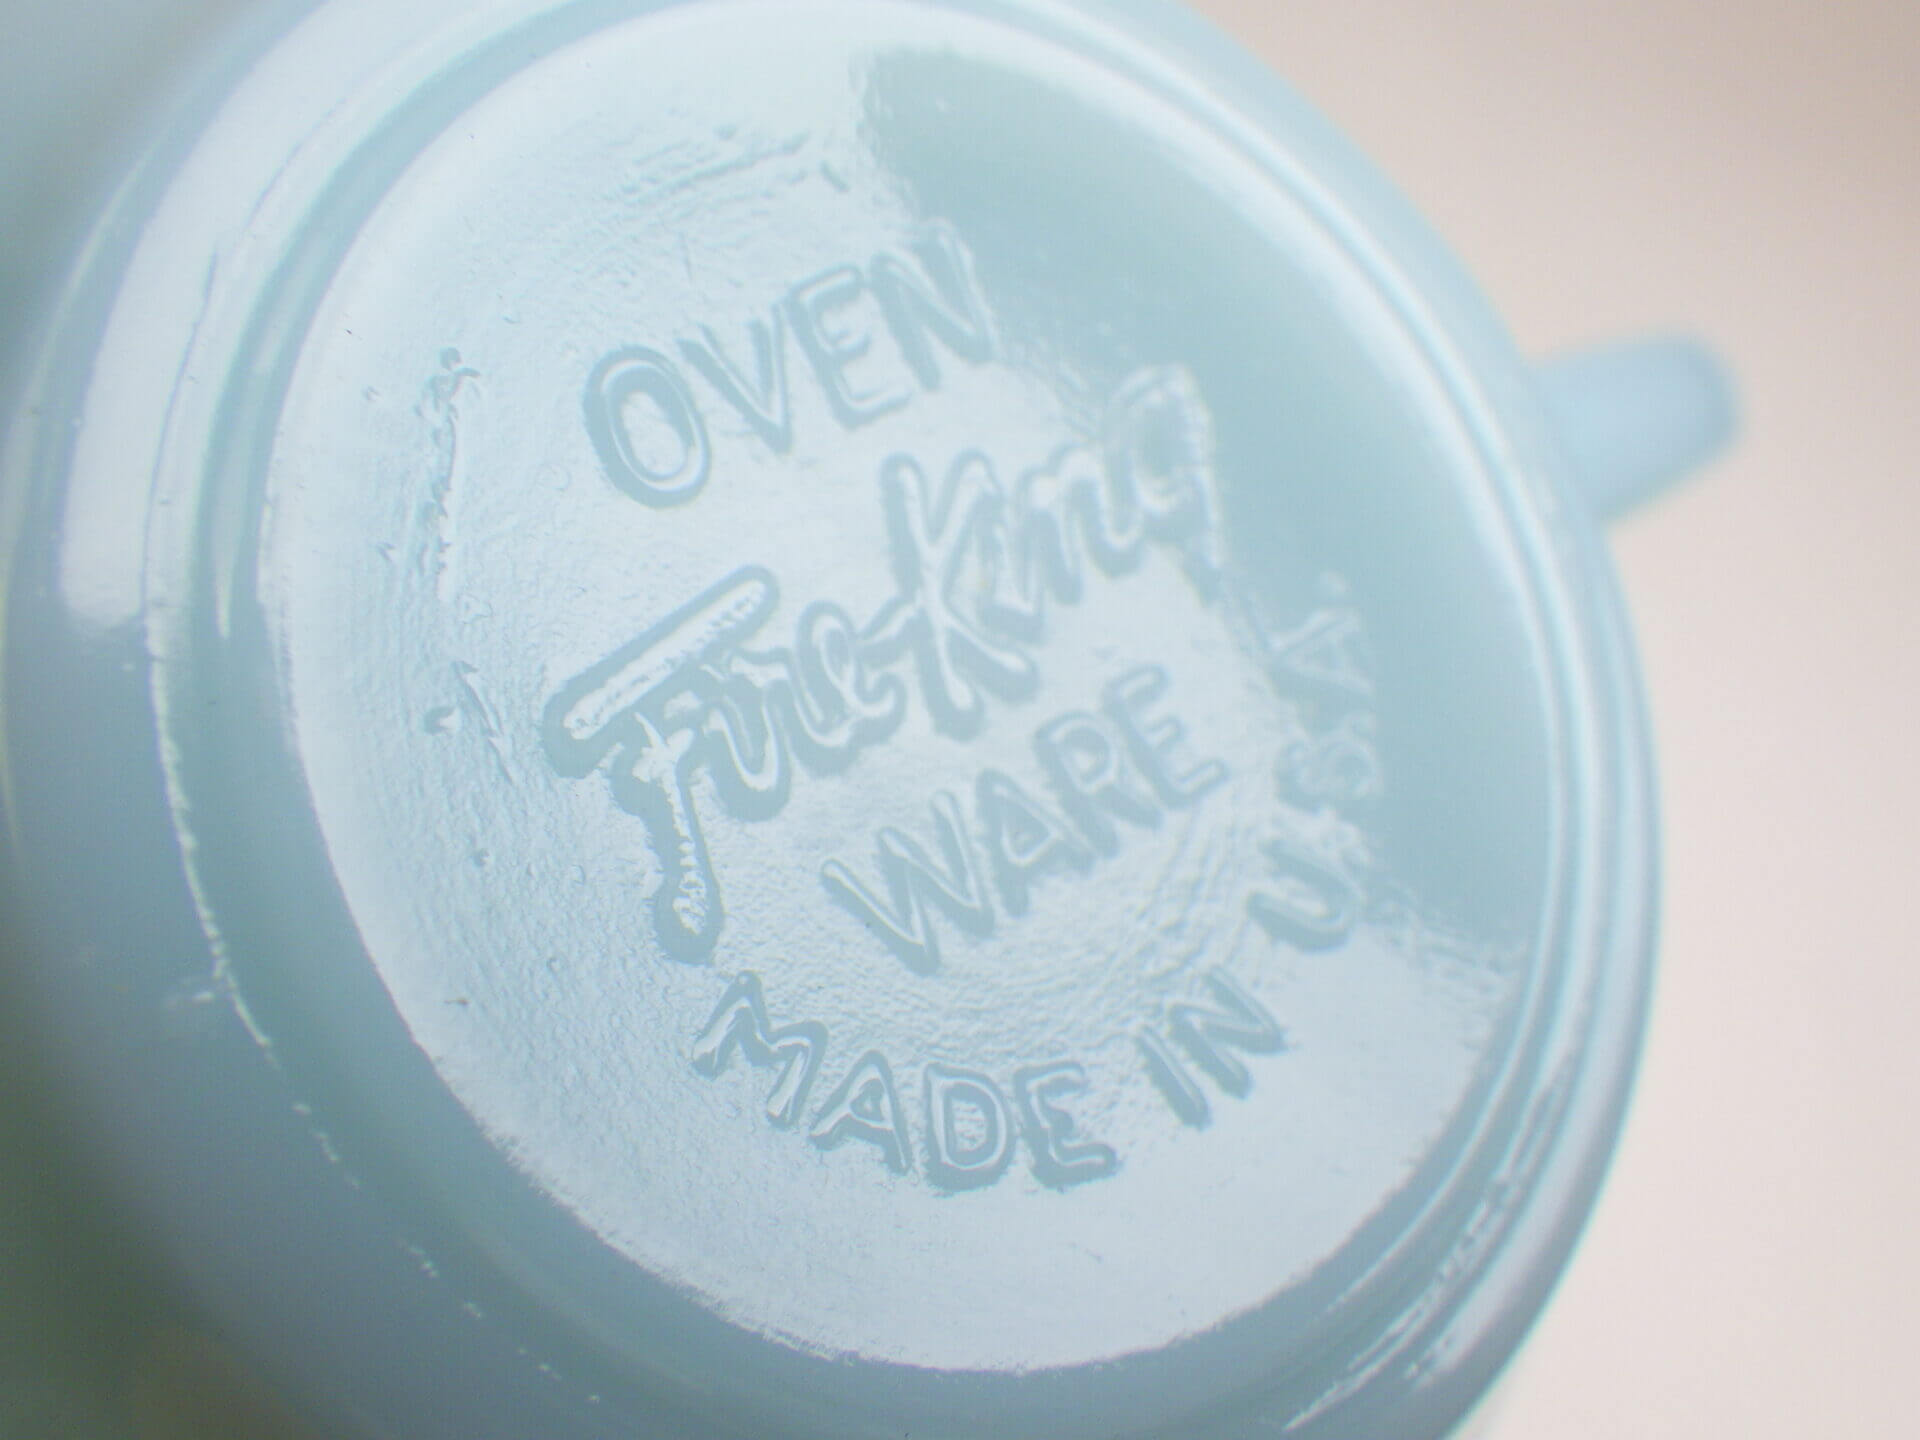 OVEN
Fire-King
WARE
MADE IN U.S.A.